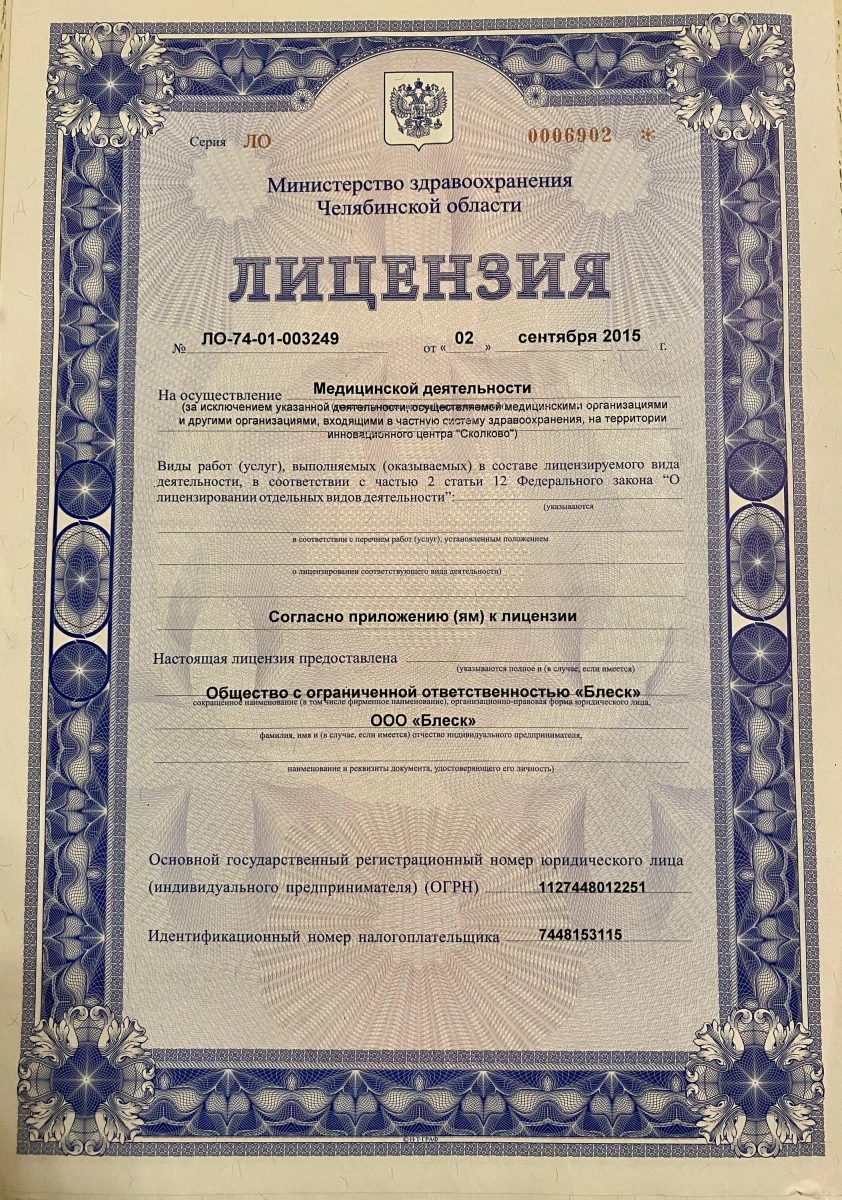 Серия ЛО 0006902 *
Министерство здравоохранения
Челябинской области
ЛИЦЕНЗИЯ
№ ЛО-74-01-003249 от « 02 » сентября 2015 г.
На осуществление Медицинской деятельности
(за исключением указанной деятельности, осуществляемой медицинскими организациями
и другими организациями, входящими в частную систему здравоохранения, на территории
инновационного центра "Сколково")
Виды работ (услуг), выполняемых (оказываемых) в составе лицензируемого вида
деятельности, в соответствии с частью 2 статьи 12 Федерального закона “О
лицензировании отдельных видов деятельности”:
(указываются
в соответствии с перечнем работ (услуг), установленным положением
о лицензировании соответствующего вида деятельности)
Согласно приложению (ям) к лицензии
Настоящая лицензия предоставлена
(указываются полное и (в случае, если имеется)
Общество с ограниченной ответственностью «Блеск»
сокращенное наименование (в том числе фирменное наименование), организационно-правовая форма юридического лица,
ООО «Блеск»
фамилия, имя и (в случае, если имеется) отчество индивидуального предпринимателя,
наименование и реквизиты документа, удостоверяющего его личность)
Основной государственный регистрационный номер юридического лица
(индивидуального предпринимателя) (ОГРН) 1127448012251
Идентификационный номер налогоплательщика 7448153115